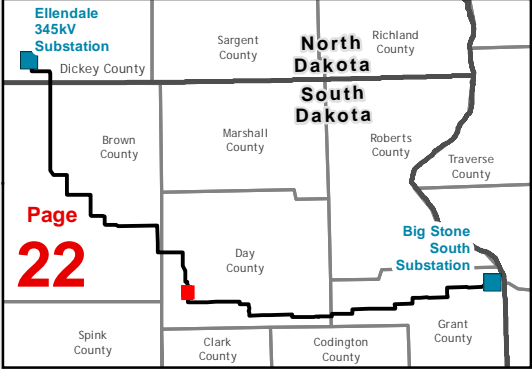 Ellendale
345kV
Substation
Dickey County
Sargent
County
North
Dakota
Richland
County
South
Dakota
Brown
County
Marshall
County
Roberts
County
Traverse
County
Page
22
Day
County
Big Stone
South
Substation
Spink
County
Clark
County
Codington
County
Grant
County